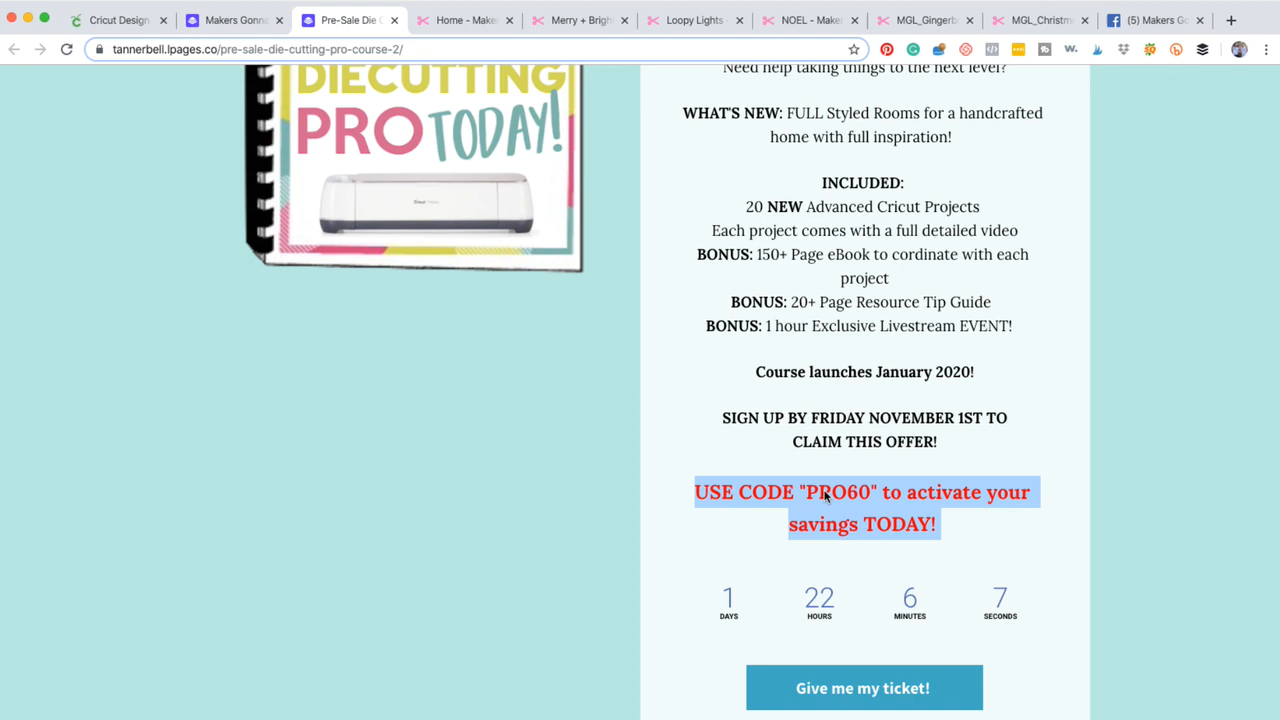 Cricut Design
Makers Gonn
Pre-Sale Die C
Home - Make
Merry + Brigh
Loopy Lights
NOEL - Make
MGL_Gingerb
MGL_Christm
(5) Makers Go
tannerbell.lpages.co/pre-sale-die-cutting-pro-course-2/
DIECUTTING
PRO TODAY!
Cricut
Need help taking things to the next level?
WHAT'S NEW: FULL Styled Rooms for a handcrafted
home with full inspiration!
INCLUDED:
20 NEW Advanced Cricut Projects
Each project comes with a full detailed video
BONUS: 150+ Page eBook to cordinate with each
project
BONUS: 20+ Page Resource Tip Guide
BONUS: 1 hour Exclusive Livestream EVENT!
Course launches January 2020!
SIGN UP BY FRIDAY NOVEMBER 1ST TO
CLAIM THIS OFFER!
USE CODE "PRO60" to activate your
savings TODAY!
1 22 6 7
DAYS HOURS MINUTES SECONDS
Give me my ticket!